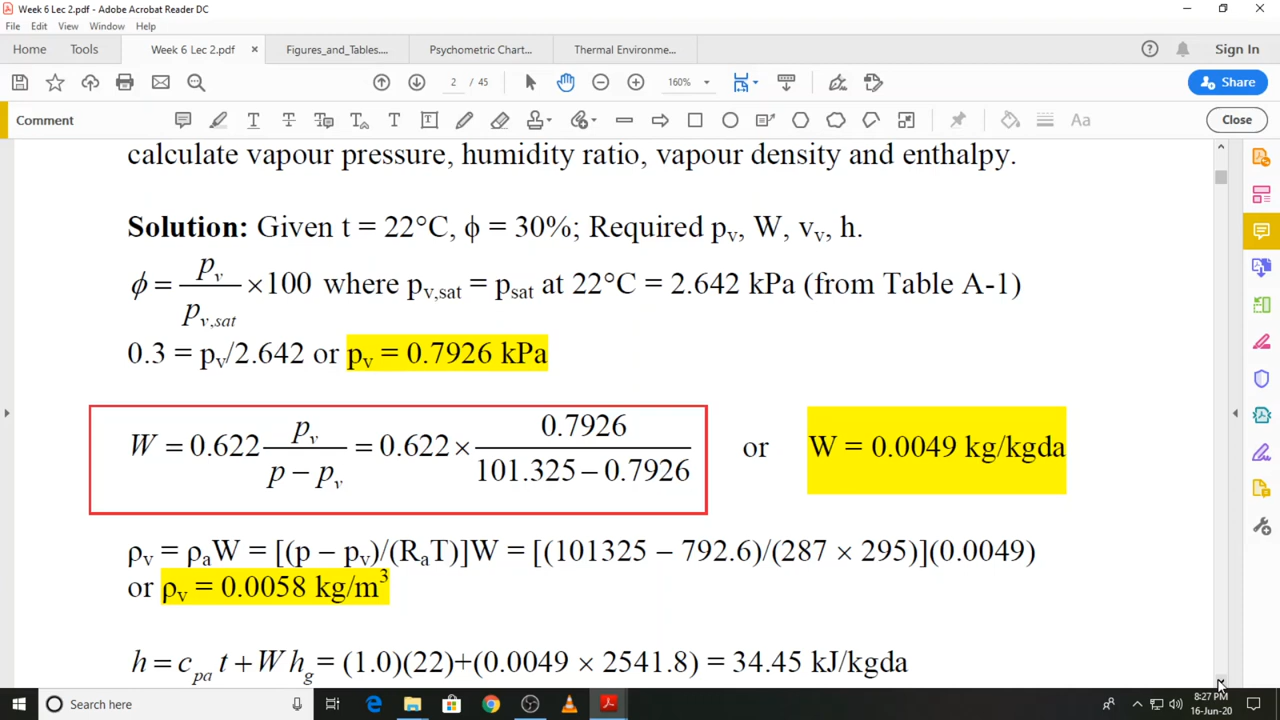 Week 6 Lec 2.pdf - Adobe Acrobat Reader DC
File Edit View Window Help
Home Tools Week 6 Lec 2.pdf × Figures_and_Tables.... Psychometric Chart... Thermal Environme... Sign In
2 / 45 160% Share
Comment Aa Close
calculate vapour pressure, humidity ratio, vapour density and enthalpy.
Solution: Given t = 22°C, ϕ = 30%; Required pv, W, vv, h.
ϕ = pv / pv,sat ×100 where pv,sat = psat at 22°C = 2.642 kPa (from Table A-1)
0.3 = pv/2.642 or pv = 0.7926 kPa
W = 0.622 pv / (p − pv) = 0.622 × 0.7926 / (101.325 − 0.7926) or W = 0.0049 kg/kgda
ρv = ρaW = [(p − pv)/(RaT)]W = [(101325 − 792.6)/(287 × 295)](0.0049)
or ρv = 0.0058 kg/m³
h = cpa t + W hg = (1.0)(22)+(0.0049 × 2541.8) = 34.45 kJ/kgda
Search here
8:27 PM
16-Jun-20